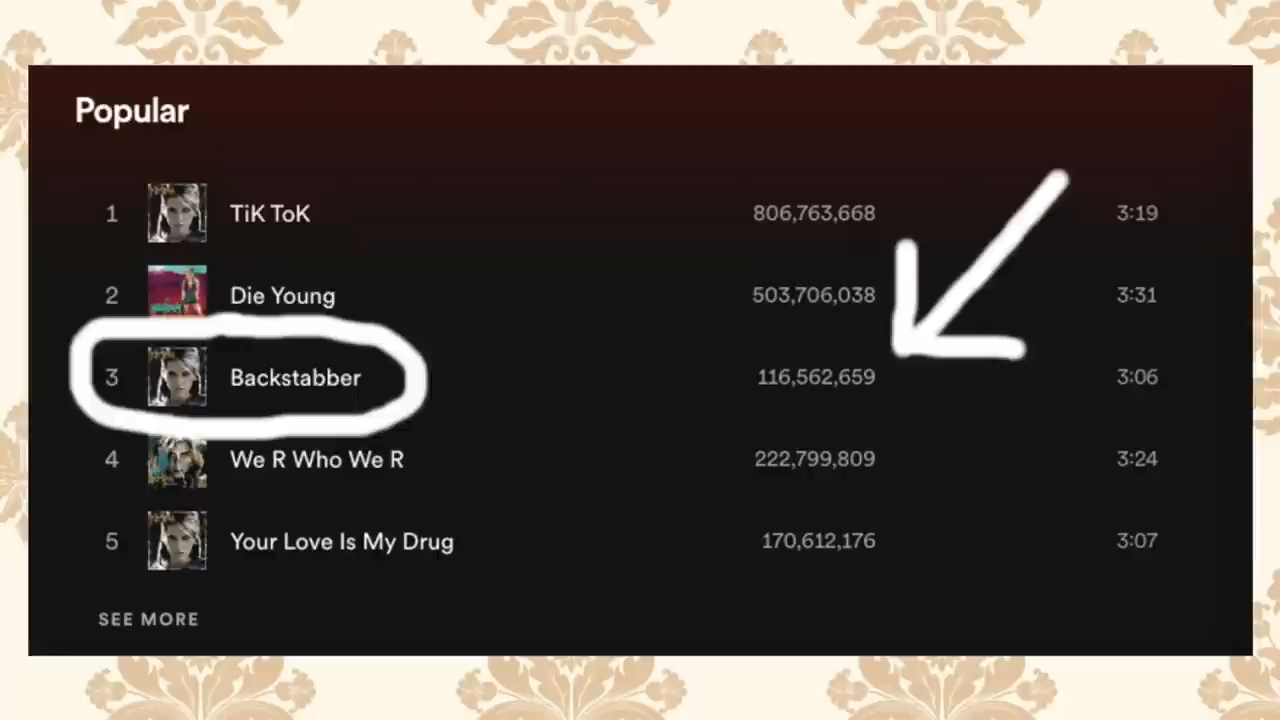 Popular
1 TiK ToK 806,763,668 3:19
2 Die Young 503,706,038 3:31
3 Backstabber 116,562,659 3:06
4 We R Who We R 222,799,809 3:24
5 Your Love Is My Drug 170,612,176 3:07
SEE MORE